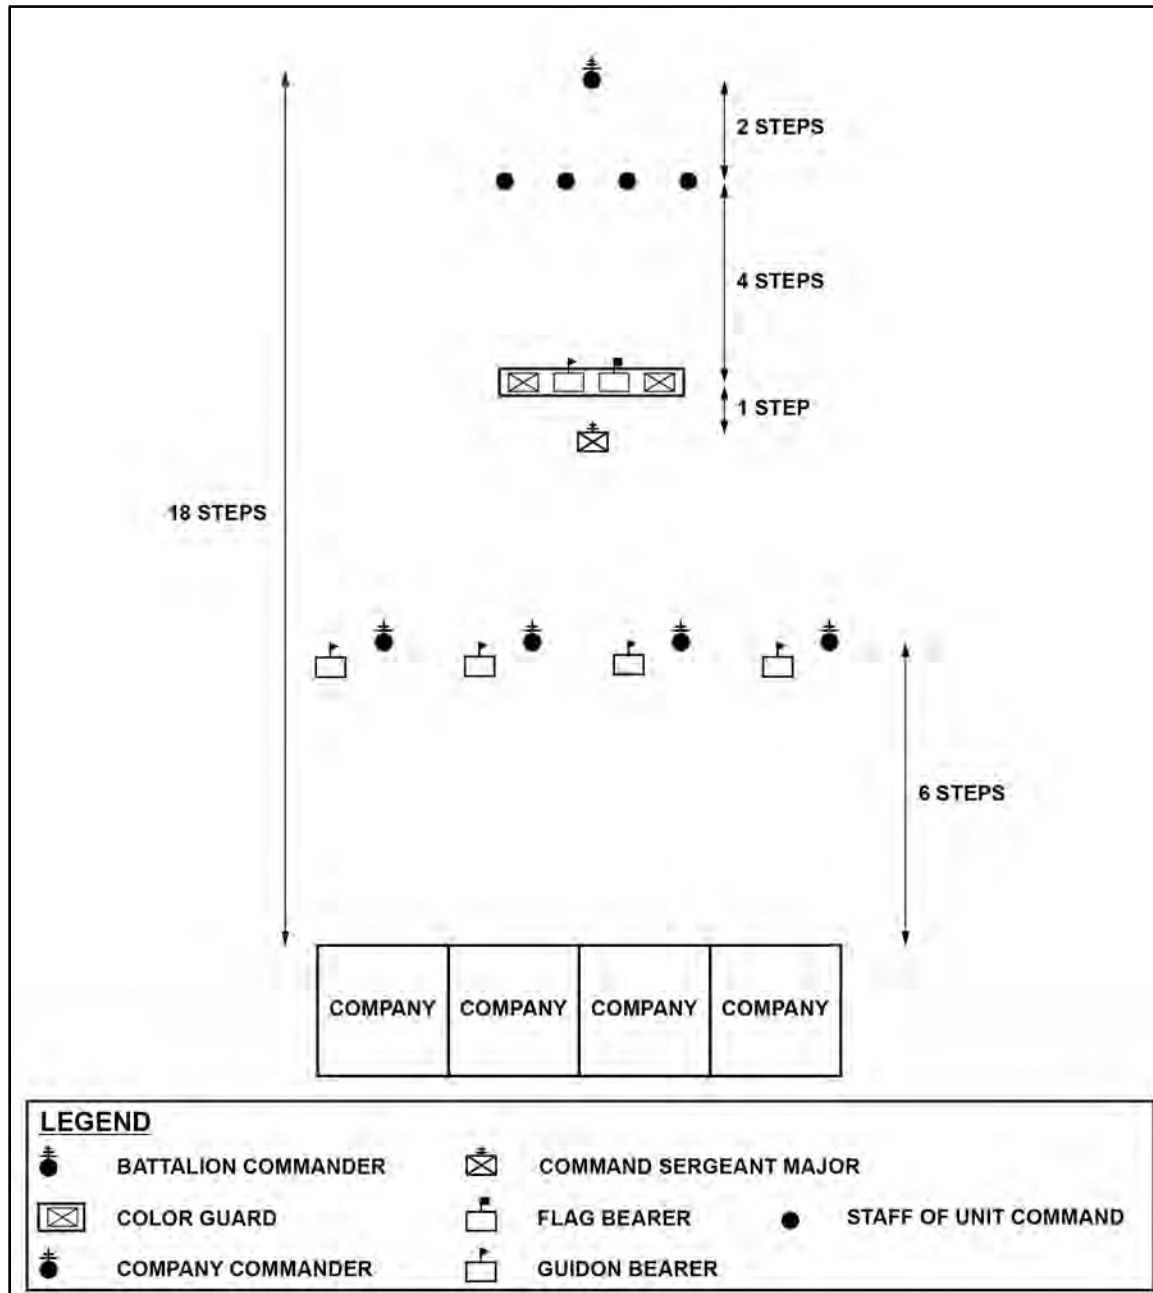 2 STEPS
4 STEPS
1 STEP
18 STEPS
6 STEPS
COMPANY COMPANY COMPANY COMPANY
LEGEND
BATTALION COMMANDER COMMAND SERGEANT MAJOR
COLOR GUARD FLAG BEARER STAFF OF UNIT COMMAND
COMPANY COMMANDER GUIDON BEARER